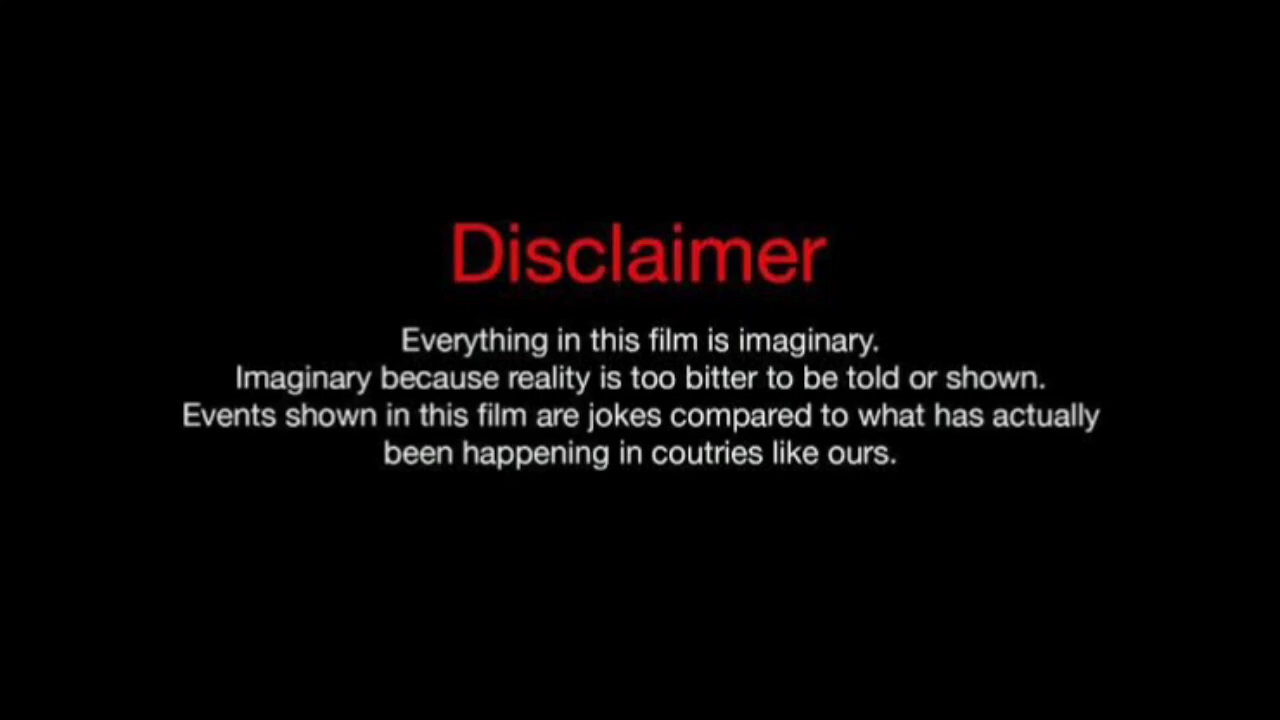 Disclaimer
Everything in this film is imaginary.
Imaginary because reality is too bitter to be told or shown.
Events shown in this film are jokes compared to what has actually
been happening in coutries like ours.